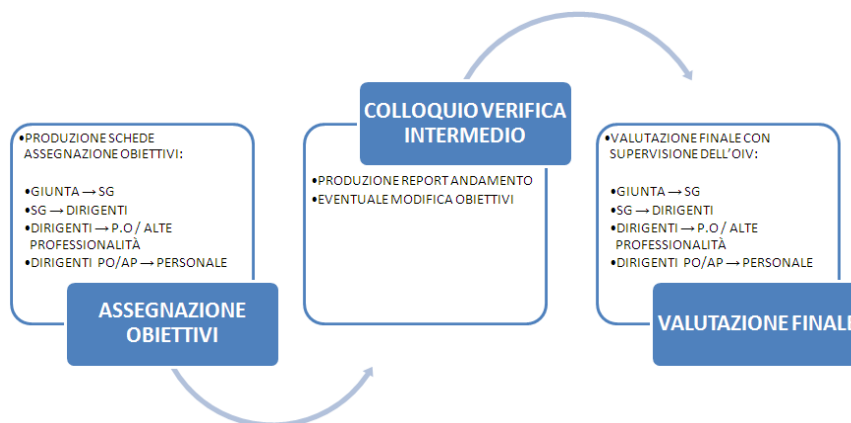 •PRODUZIONE SCHEDE
ASSEGNAZIONE OBIETTIVI:
•GIUNTA → SG
•SG → DIRIGENTI
•DIRIGENTI → P.O / ALTE
PROFESSIONALITÀ
•DIRIGENTI PO/AP → PERSONALE
ASSEGNAZIONE
OBIETTIVI
COLLOQUIO VERIFICA
INTERMEDIO
•PRODUZIONE REPORT ANDAMENTO
•EVENTUALE MODIFICA OBIETTIVI
•VALUTAZIONE FINALE CON
SUPERVISIONE DELL'OIV:
•GIUNTA → SG
•SG → DIRIGENTI
•DIRIGENTI → P.O / ALTE
PROFESSIONALITÀ
•DIRIGENTI PO/AP → PERSONALE
VALUTAZIONE FINALE